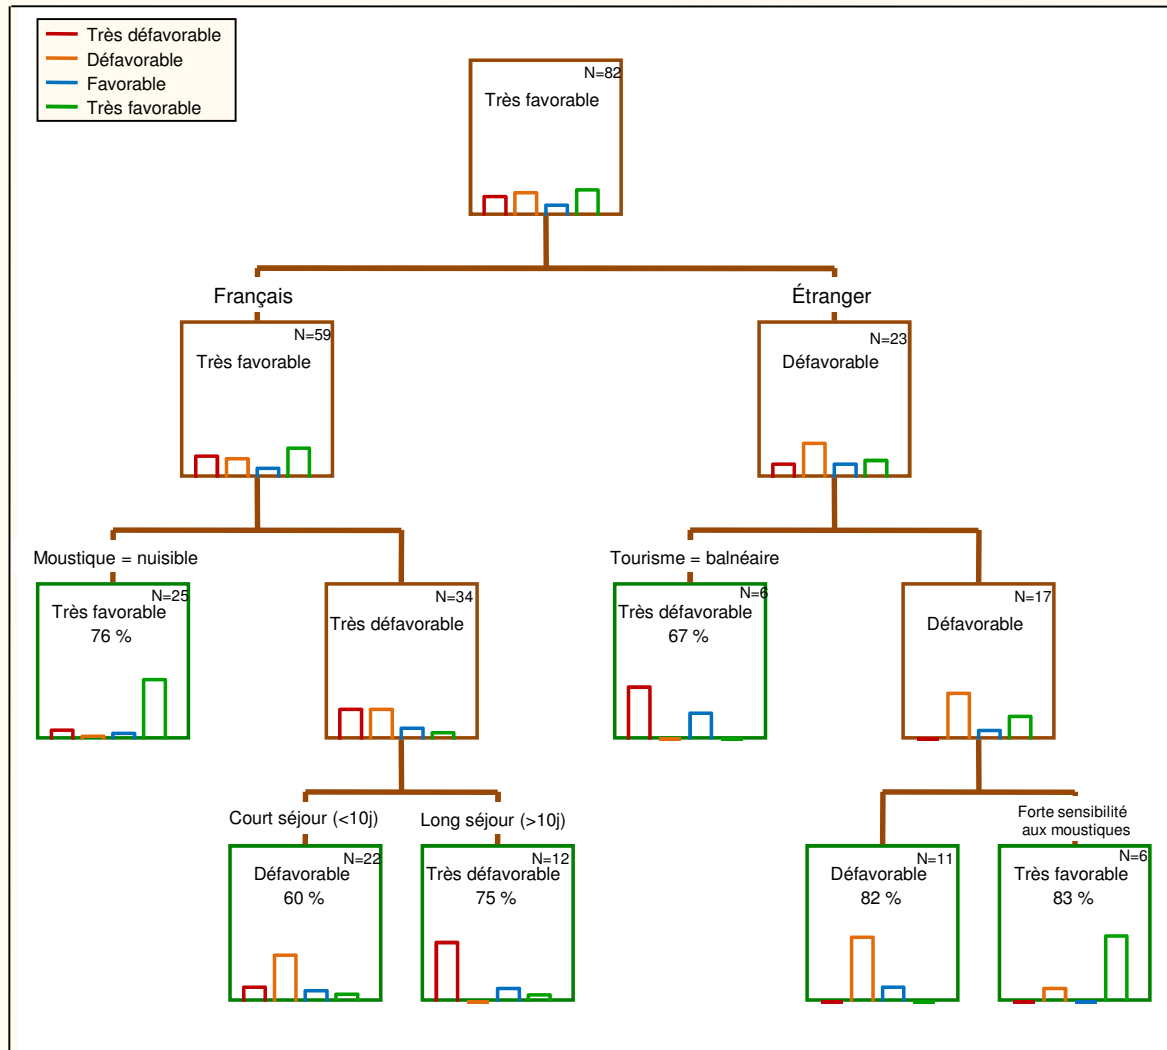 Très défavorable
Défavorable
Favorable
Très favorable
N=82
Très favorable
Français
Étranger
N=59
Très favorable
N=23
Défavorable
Moustique = nuisible
Tourisme = balnéaire
N=25
Très favorable
76 %
N=34
Très défavorable
N=6
Très défavorable
67 %
N=17
Défavorable
Court séjour (<10j)
Long séjour (>10j)
Forte sensibilité
aux moustiques
N=22
Défavorable
60 %
N=12
Très défavorable
75 %
N=11
Défavorable
82 %
N=6
Très favorable
83 %